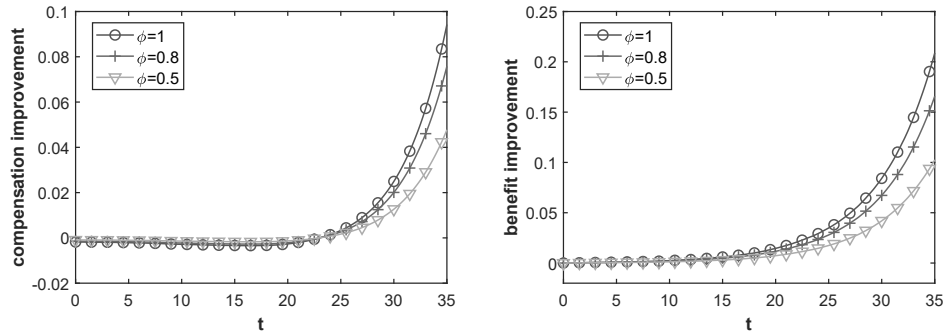 0.1
0.08
0.06
0.04
0.02
0
-0.02
compensation improvement
ϕ=1
ϕ=0.8
ϕ=0.5
0 5 10 15 20 25 30 35
t
0.25
0.2
0.15
0.1
0.05
0
benefit improvement
ϕ=1
ϕ=0.8
ϕ=0.5
0 5 10 15 20 25 30 35
t